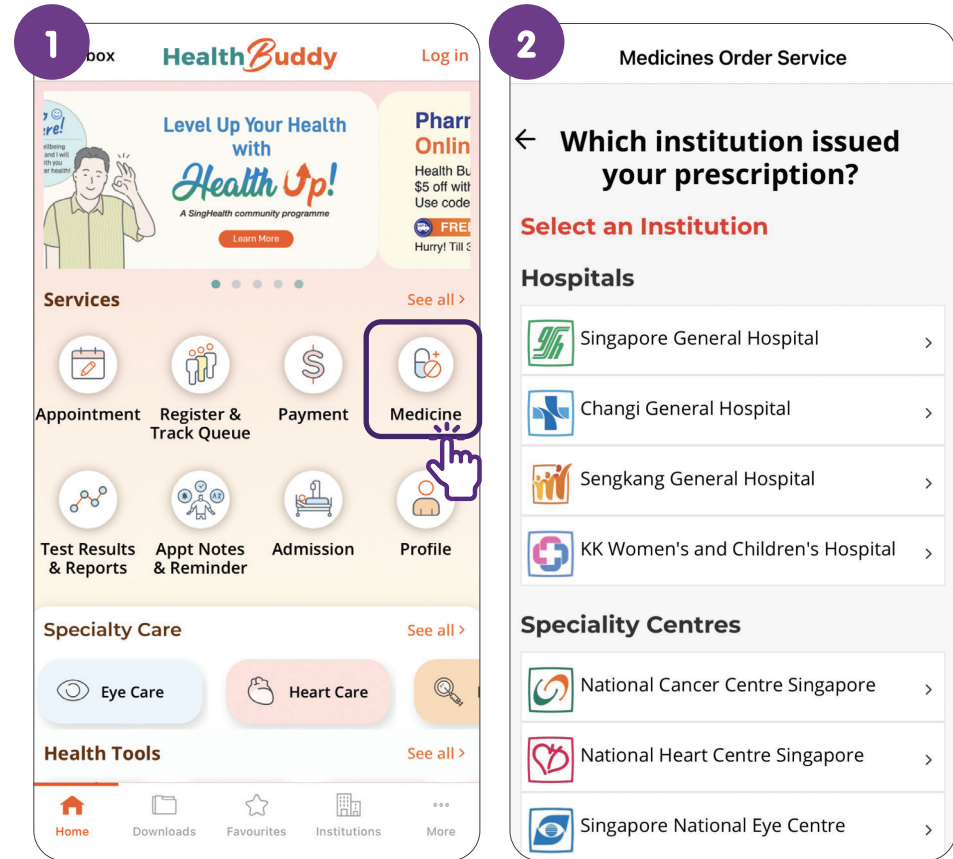 1
box
HealthBuddy
Log in
Level Up Your Health
with
Health Up!
A SingHealth community programme
Learn More
Onlin
Health Bu
$5 off with
Use code
FREE
Hurry! Till
Services
See all >
Appointment
Register &
Track Queue
Payment
Medicine
Test Results
& Reports
Appt Notes
& Reminder
Admission
Profile
Specialty Care
See all >
Eye Care
Heart Care
Health Tools
See all >
Home
Downloads
Favourites
Institutions
More
2
Medicines Order Service
Which institution issued
your prescription?
Select an Institution
Hospitals
Singapore General Hospital
Changi General Hospital
Sengkang General Hospital
KK Women's and Children's Hospital
Speciality Centres
National Cancer Centre Singapore
National Heart Centre Singapore
Singapore National Eye Centre